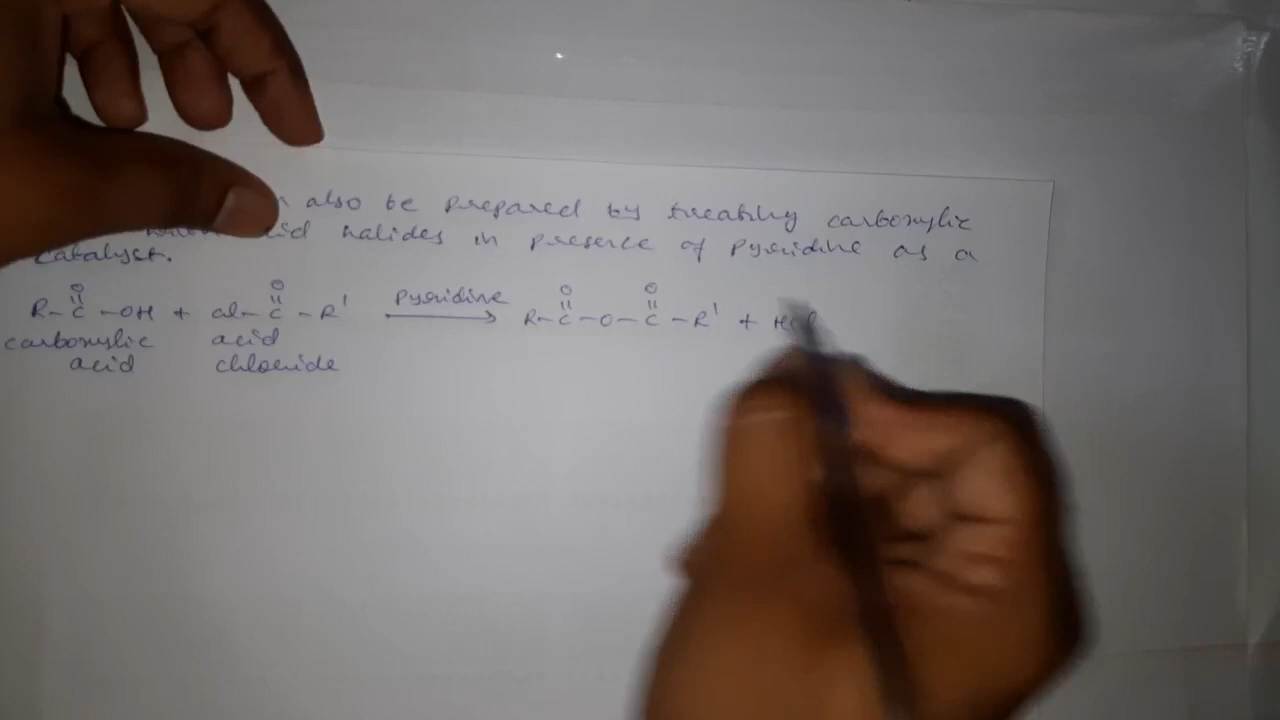 also be prepared by treating carboxylic
acid halides in presence of pyridine as a
catalyst.
O O pyridine O O
R-C-OH + Cl-C-R' → R-C-O-C-R' + HCl
carboxylic acid
acid chloride